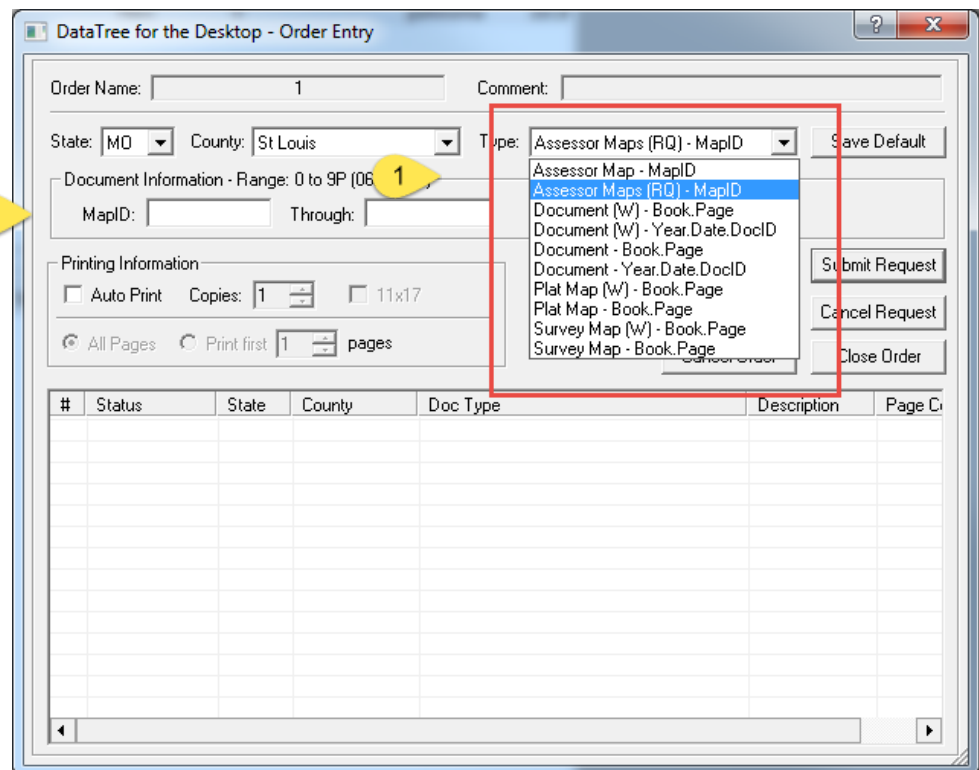 DataTree for the Desktop - Order Entry
?
Order Name: 1 Comment:
State: MO County: St Louis Type: Assessor Maps (RQ) - MapID Save Default
Document Information - Range: 0 to 9P (06
1
MapID: Through:
Assessor Map - MapID
Assessor Maps (RQ) - MapID
Document (W) - Book.Page
Document (W) - Year.Date.DocID
Document - Book.Page
Document - Year.Date.DocID
Plat Map (W) - Book.Page
Plat Map - Book.Page
Survey Map (W) - Book.Page
Survey Map - Book.Page
Printing Information
Auto Print Copies: 1 11x17
All Pages Print first 1 pages
Submit Request
Cancel Request
Cancel Order Close Order
# Status State County Doc Type Description Page C